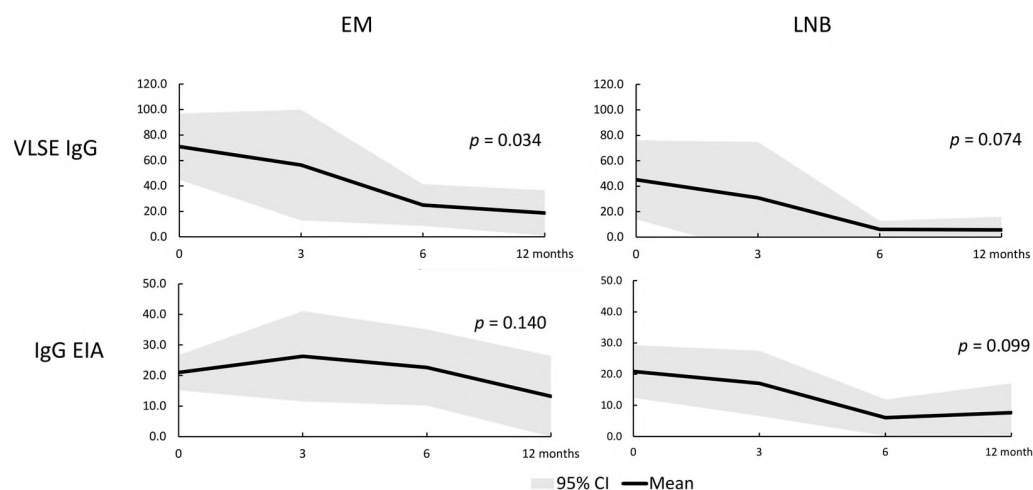 EM LNB
VLSE IgG
120.0
100.0
80.0
60.0
40.0
20.0
0.0
p = 0.034
0 3 6 12 months
120.0
100.0
80.0
60.0
40.0
20.0
0.0
p = 0.074
0 3 6 12 months
IgG EIA
50.0
40.0
30.0
20.0
10.0
0.0
p = 0.140
0 3 6 12 months
50.0
40.0
30.0
20.0
10.0
0.0
p = 0.099
0 3 6 12 months
95% CI Mean